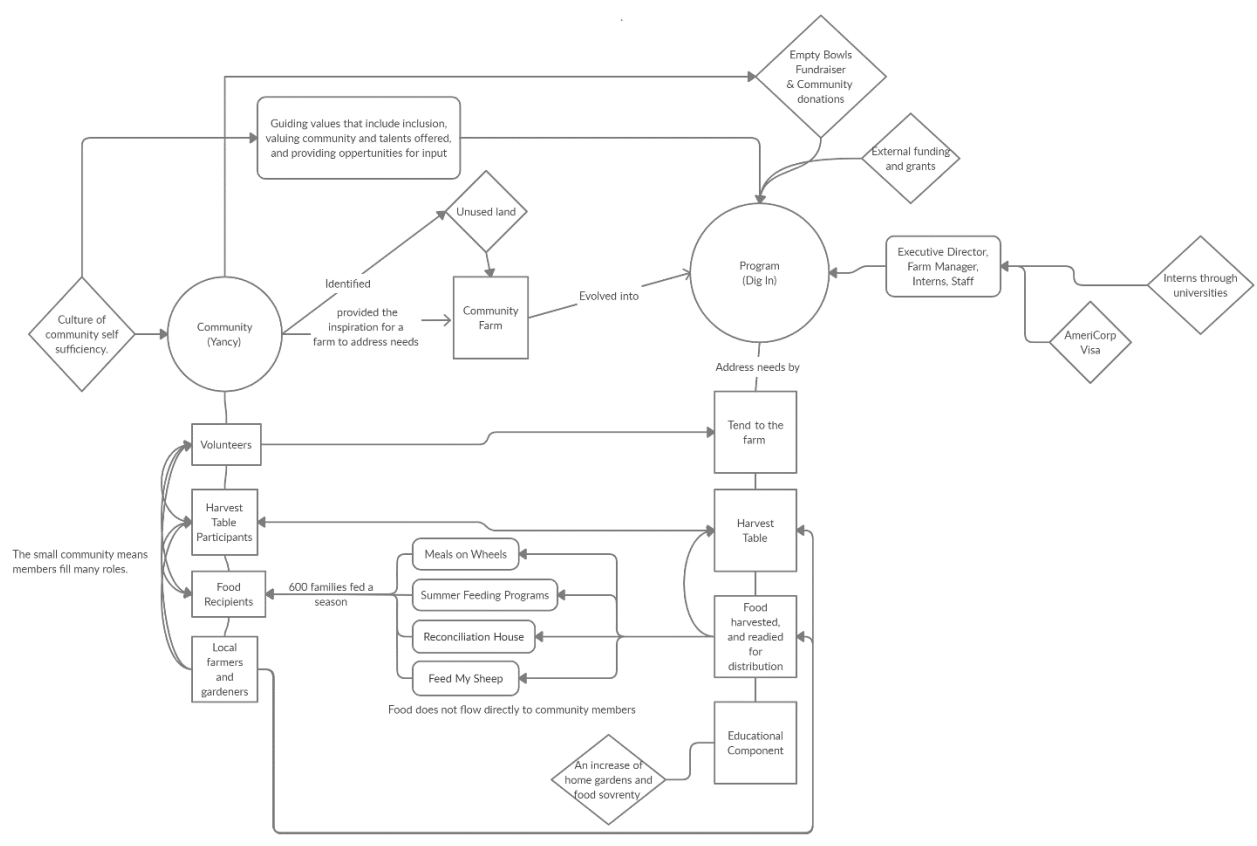 Empty Bowls
Fundraiser
& Community
donations
Guiding values that include inclusion,
valuing community and talents offered,
and providing oppertunities for input
External funding
and grants
Unused land
Executive Director,
Farm Manager,
Interns, Staff
Program
(Dig In)
Interns through
universities
Identified
Evolved into
Culture of
community self
sufficiency.
Community
(Yancy)
provided the
inspiration for a
farm to address needs
Community
Farm
AmeriCorp
Visa
Address needs by
Volunteers
Tend to the
farm
Harvest
Table
Participants
Harvest
Table
The small community means
members fill many roles.
Meals on Wheels
Food
Recipients
600 families fed a
season
Summer Feeding Programs
Food
harvested,
and readied
for
distribution
Reconciliation House
Local
farmers
and
gardeners
Feed My Sheep
Food does not flow directly to community members
Educational
Component
An increase of
home gardens and
food sovrenty